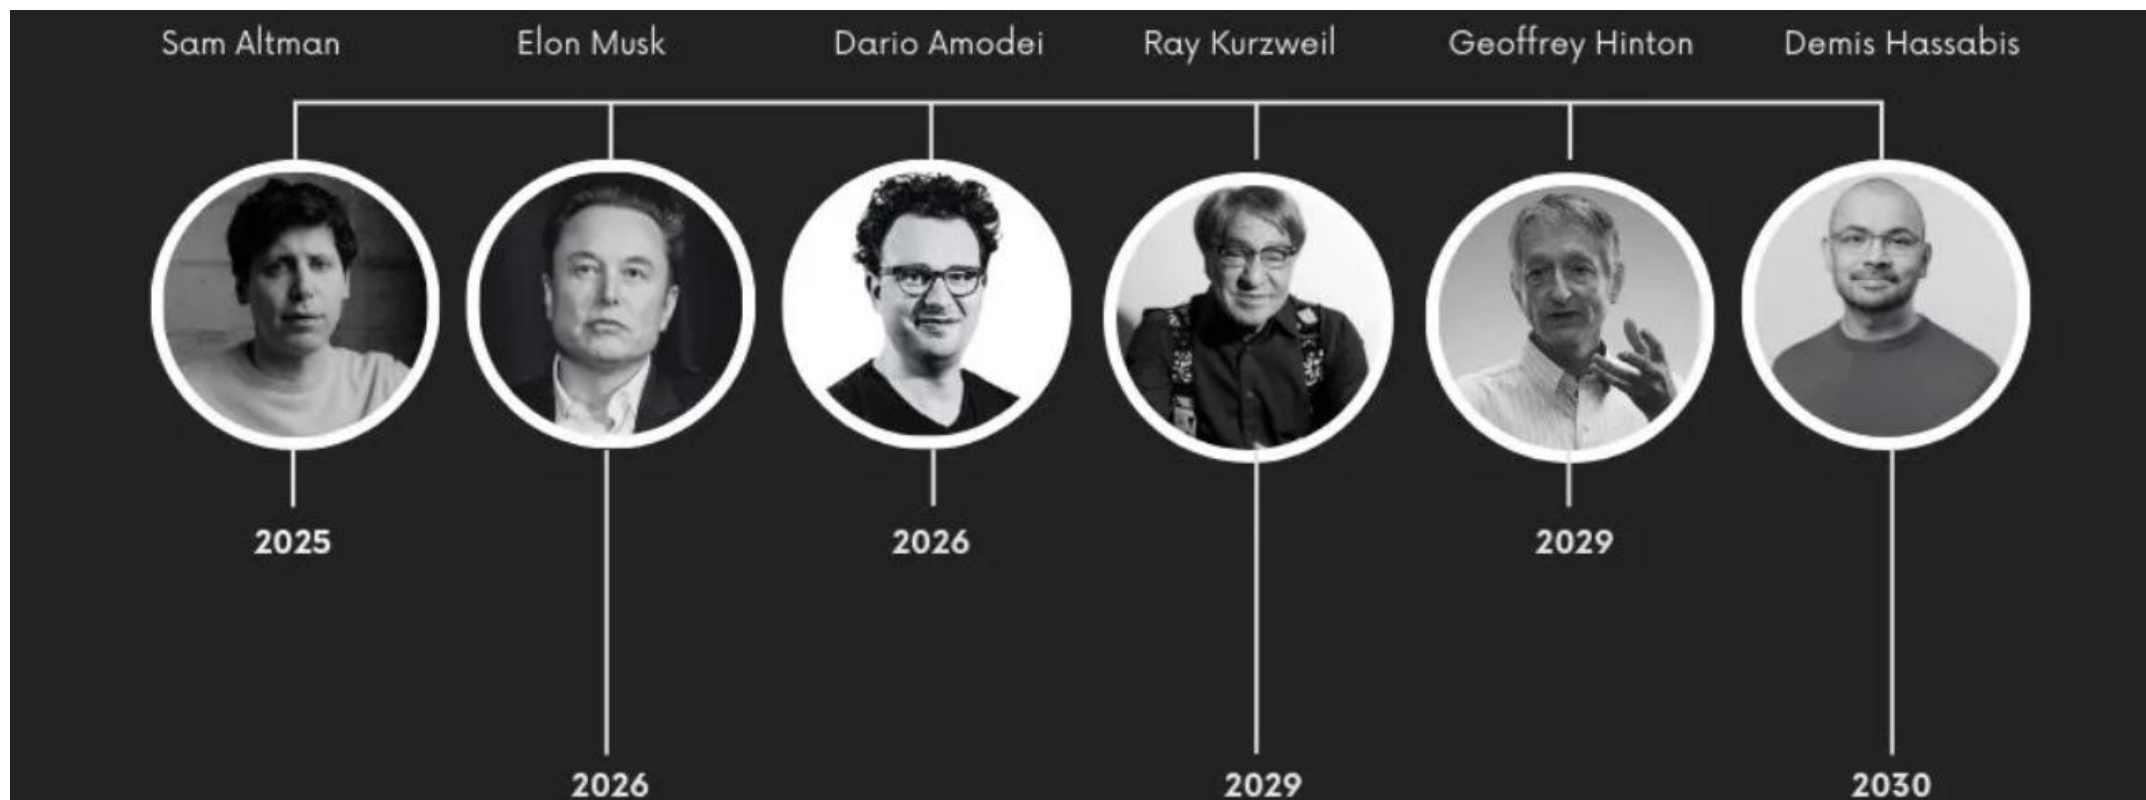 Sam Altman
Elon Musk
Dario Amodei
Ray Kurzweil
Geoffrey Hinton
Demis Hassabis
2025
2026
2029
2026
2029
2030